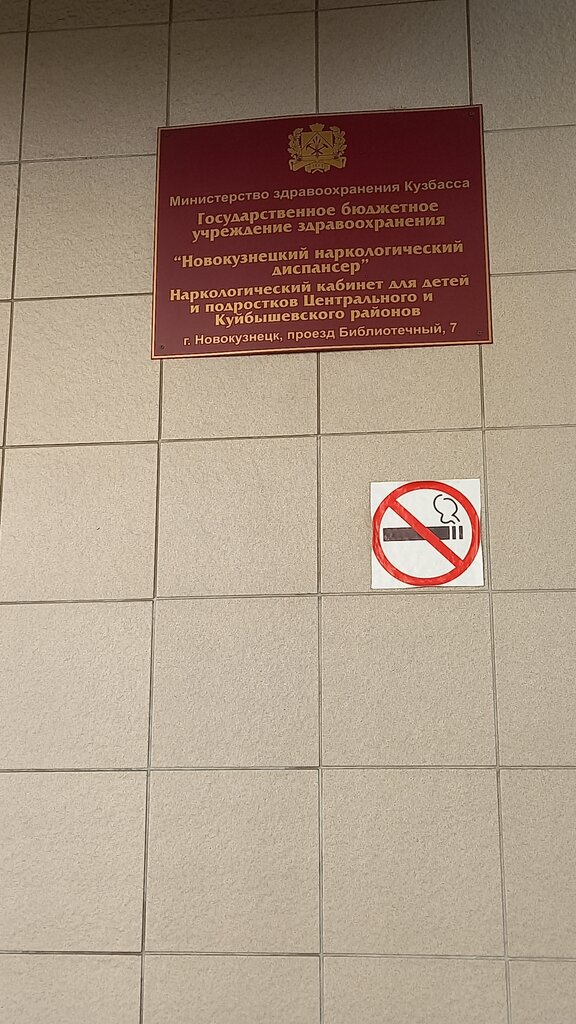 Министерство здравоохранения Кузбасса
Государственное бюджетное
учреждение здравоохранения
"Новокузнецкий наркологический
диспансер"
Наркологический кабинет для детей
и подростков Центрального и
Куйбышевского районов
г. Новокузнецк, проезд Библиотечный, 7